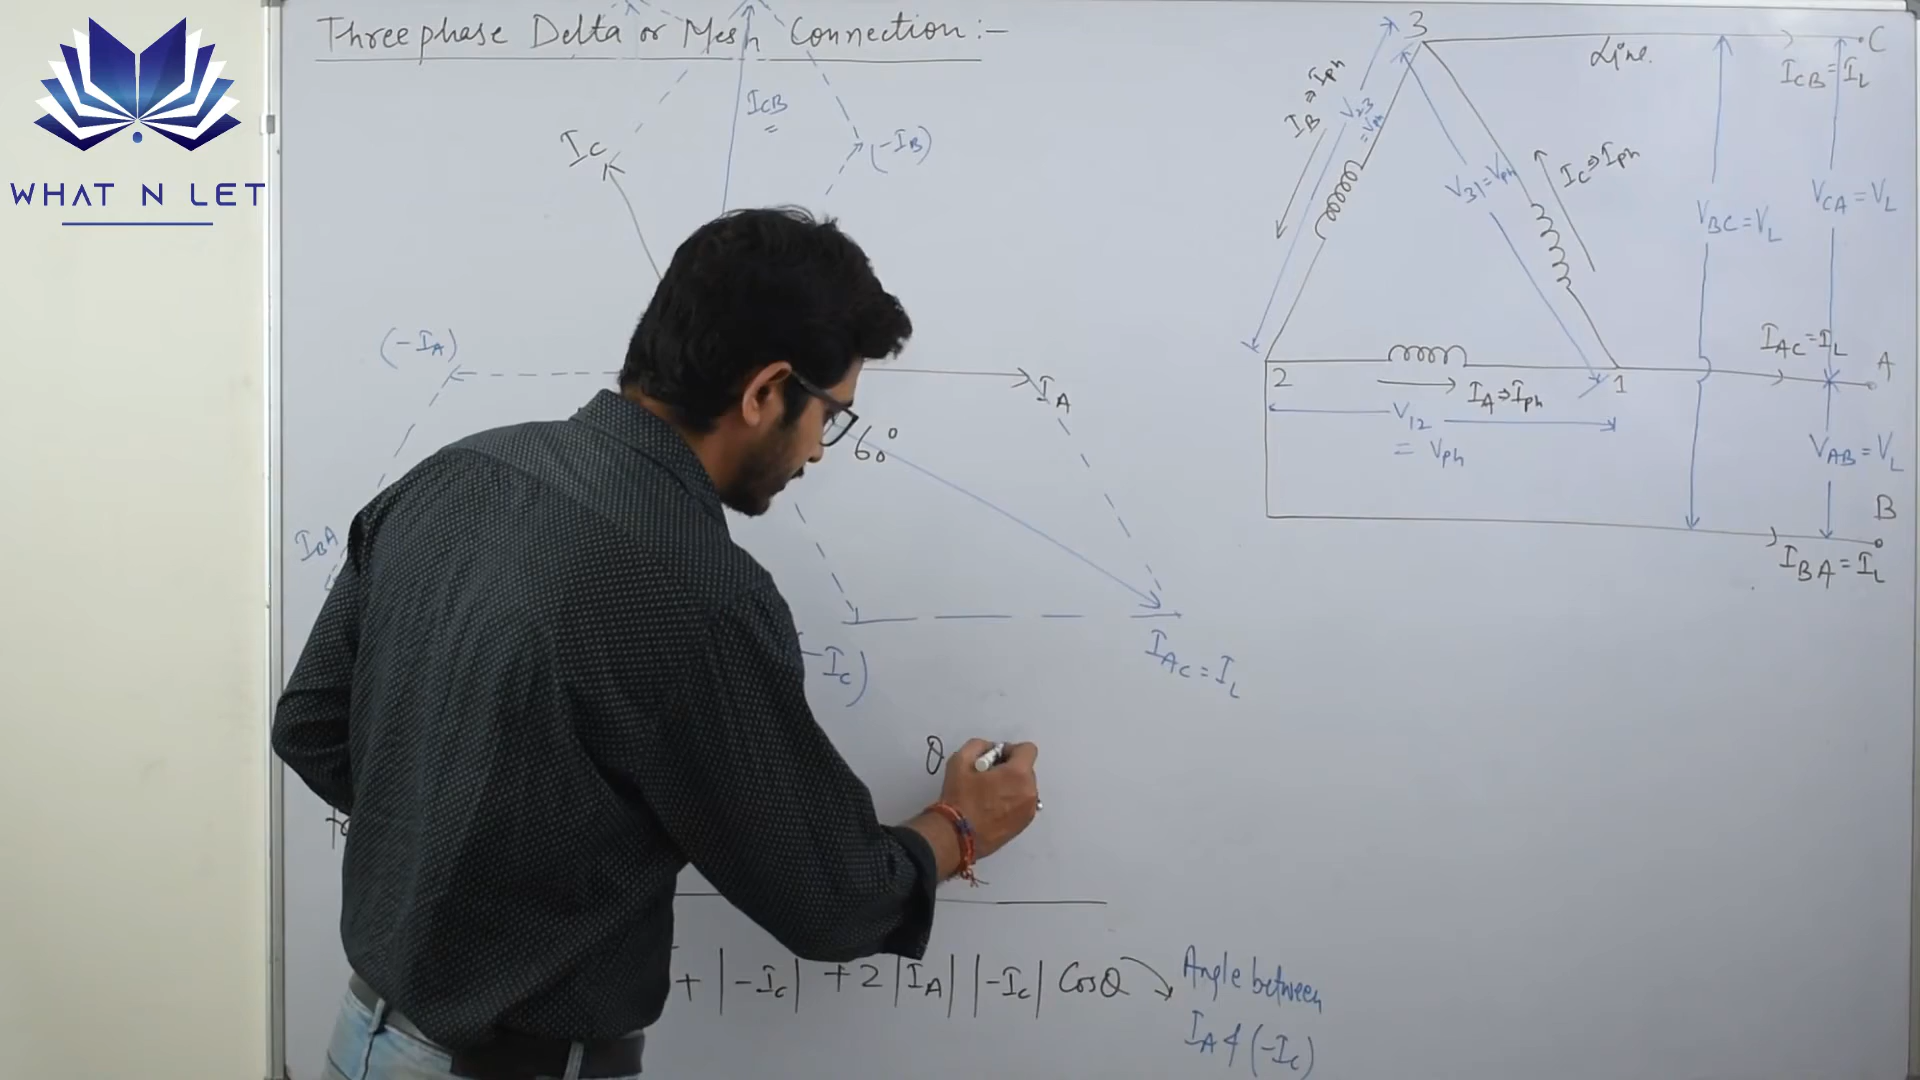 WHAT N LET
Three phase Delta or Mesh Connection :-
I_CB
I_C
(-I_B)
(-I_A)
I_A
60°
I_BA
-I_C)
I_AC = I_L
θ
+ |-I_C| + 2 |I_A| |-I_C| Cosθ
Angle between
I_A & (-I_C)
3
Line.
C
I_CB = I_L
I_B ⇒ I_ph
V_23
= V_ph
V_31 = V_ph
I_C ⇒ I_ph
V_BC = V_L
V_CA = V_L
I_AC = I_L
A
2
1
I_A ⇒ I_ph
V_12
= V_ph
V_AB = V_L
B
I_BA = I_L